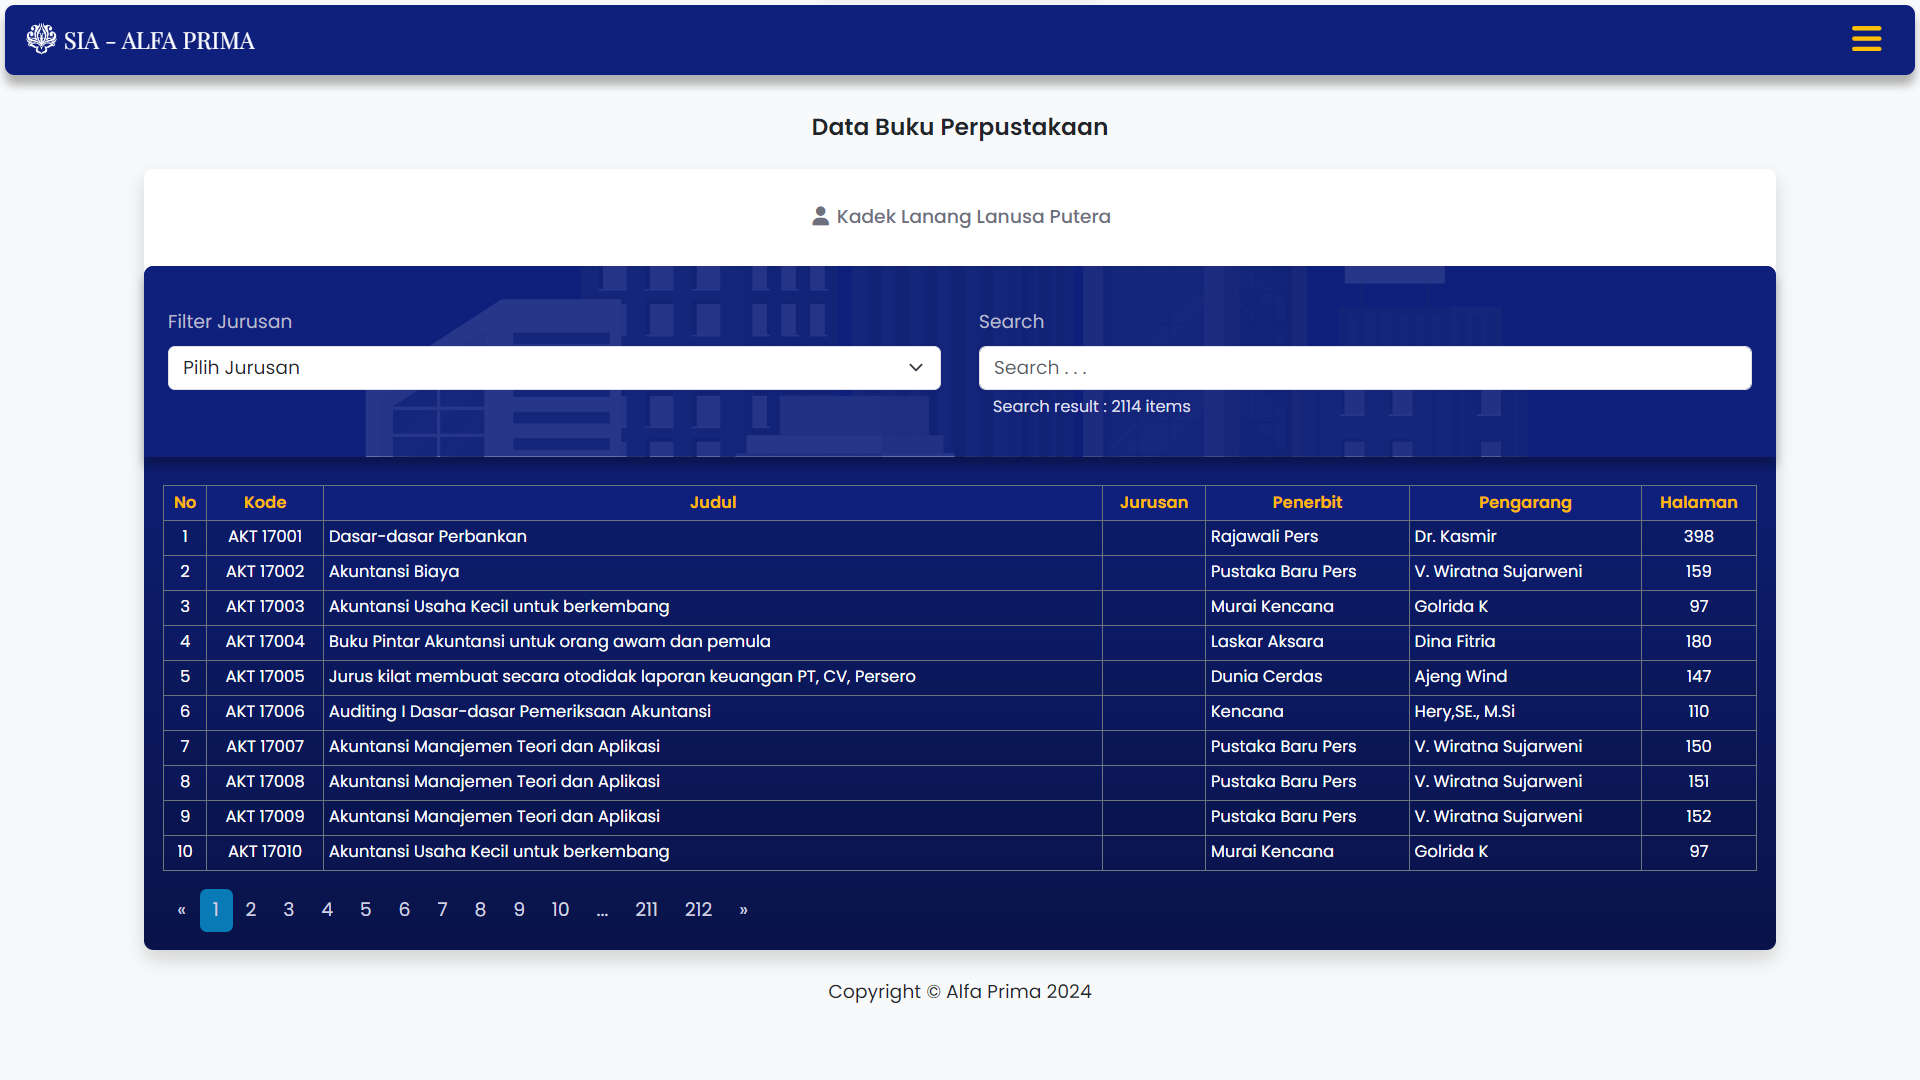 SIA - ALFA PRIMA
Data Buku Perpustakaan
Kadek Lanang Lanusa Putera
Filter Jurusan
Search
Pilih Jurusan
Search . . .
Search result : 2114 items
No Kode Judul Jurusan Penerbit Pengarang Halaman
1 AKT 17001 Dasar-dasar Perbankan Rajawali Pers Dr. Kasmir 398
2 AKT 17002 Akuntansi Biaya Pustaka Baru Pers V. Wiratna Sujarweni 159
3 AKT 17003 Akuntansi Usaha Kecil untuk berkembang Murai Kencana Golrida K 97
4 AKT 17004 Buku Pintar Akuntansi untuk orang awam dan pemula Laskar Aksara Dina Fitria 180
5 AKT 17005 Jurus kilat membuat secara otodidak laporan keuangan PT, CV, Persero Dunia Cerdas Ajeng Wind 147
6 AKT 17006 Auditing I Dasar-dasar Pemeriksaan Akuntansi Kencana Hery,SE., M.Si 110
7 AKT 17007 Akuntansi Manajemen Teori dan Aplikasi Pustaka Baru Pers V. Wiratna Sujarweni 150
8 AKT 17008 Akuntansi Manajemen Teori dan Aplikasi Pustaka Baru Pers V. Wiratna Sujarweni 151
9 AKT 17009 Akuntansi Manajemen Teori dan Aplikasi Pustaka Baru Pers V. Wiratna Sujarweni 152
10 AKT 17010 Akuntansi Usaha Kecil untuk berkembang Murai Kencana Golrida K 97
« 1 2 3 4 5 6 7 8 9 10 ... 211 212 »
Copyright © Alfa Prima 2024